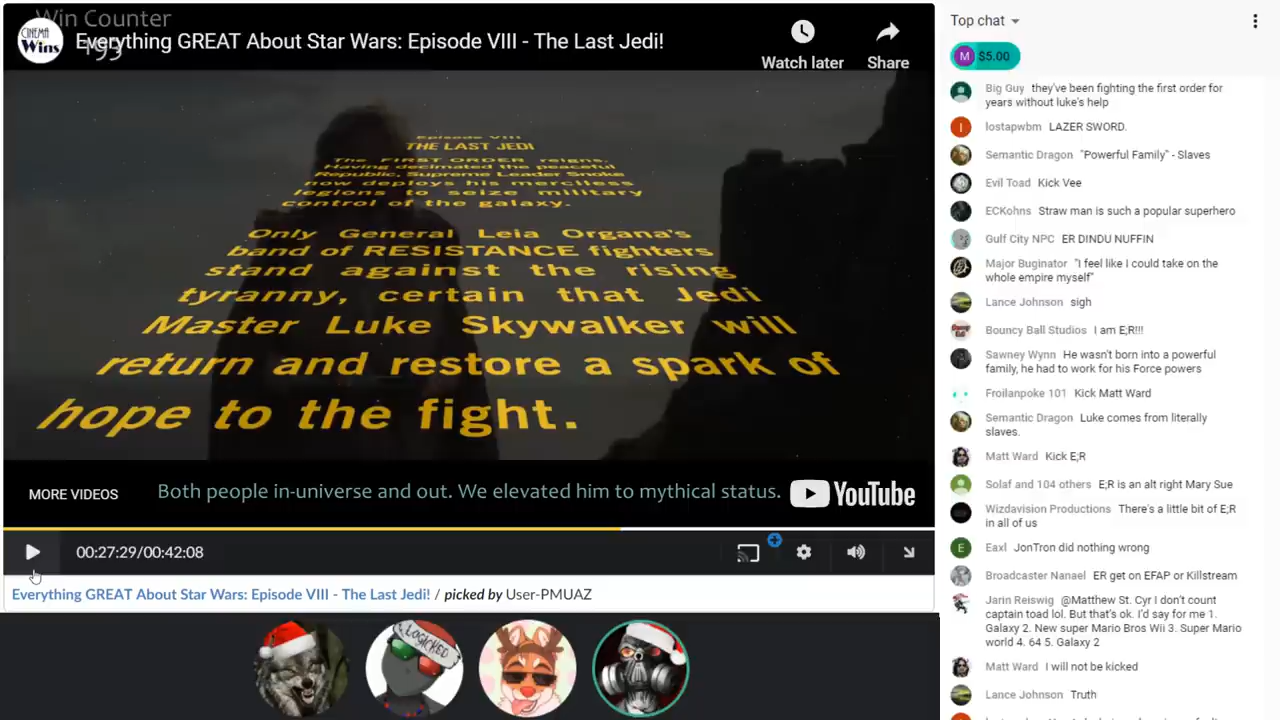 Win Counter
199
CINEMA
Wins
Everything GREAT About Star Wars: Episode VIII - The Last Jedi!
Watch later
Share
Episode VIII
THE LAST JEDI
The FIRST ORDER reigns.
Having decimated the peaceful
Republic, Supreme Leader Snoke
now deploys his merciless
legions to seize military
control of the galaxy.
Only General Leia Organa's
band of RESISTANCE fighters
stand against the rising
tyranny, certain that Jedi
Master Luke Skywalker will
return and restore a spark of
hope to the fight.
MORE VIDEOS
Both people in-universe and out. We elevated him to mythical status.
YouTube
00:27:29/00:42:08
Everything GREAT About Star Wars: Episode VIII - The Last Jedi! / picked by User-PMUAZ
LOGICKED
Top chat
M $5.00
Big Guy they've been fighting the first order for
years without luke's help
I lostapwbm LAZER SWORD.
Semantic Dragon "Powerful Family" - Slaves
Evil Toad Kick Vee
ECKohns Straw man is such a popular superhero
Gulf City NPC ER DINDU NUFFIN
Major Buginator "I feel like I could take on the
whole empire myself"
Lance Johnson sigh
Bouncy Ball Studios I am E;R!!!
Sawney Wynn He wasn't born into a powerful
family, he had to work for his Force powers
Froilanpoke 101 Kick Matt Ward
Semantic Dragon Luke comes from literally
slaves.
Matt Ward Kick E;R
Solaf and 104 others E;R is an alt right Mary Sue
Wizdavision Productions There's a little bit of E;R
in all of us
E Eaxl JonTron did nothing wrong
Broadcaster Nanael ER get on EFAP or Killstream
Jarin Reiswig @Matthew St. Cyr I don't count
captain toad lol. But that's ok. I'd say for me 1.
Galaxy 2. New super Mario Bros Wii 3. Super Mario
world 4. 64 5. Galaxy 2
Matt Ward I will not be kicked
Lance Johnson Truth